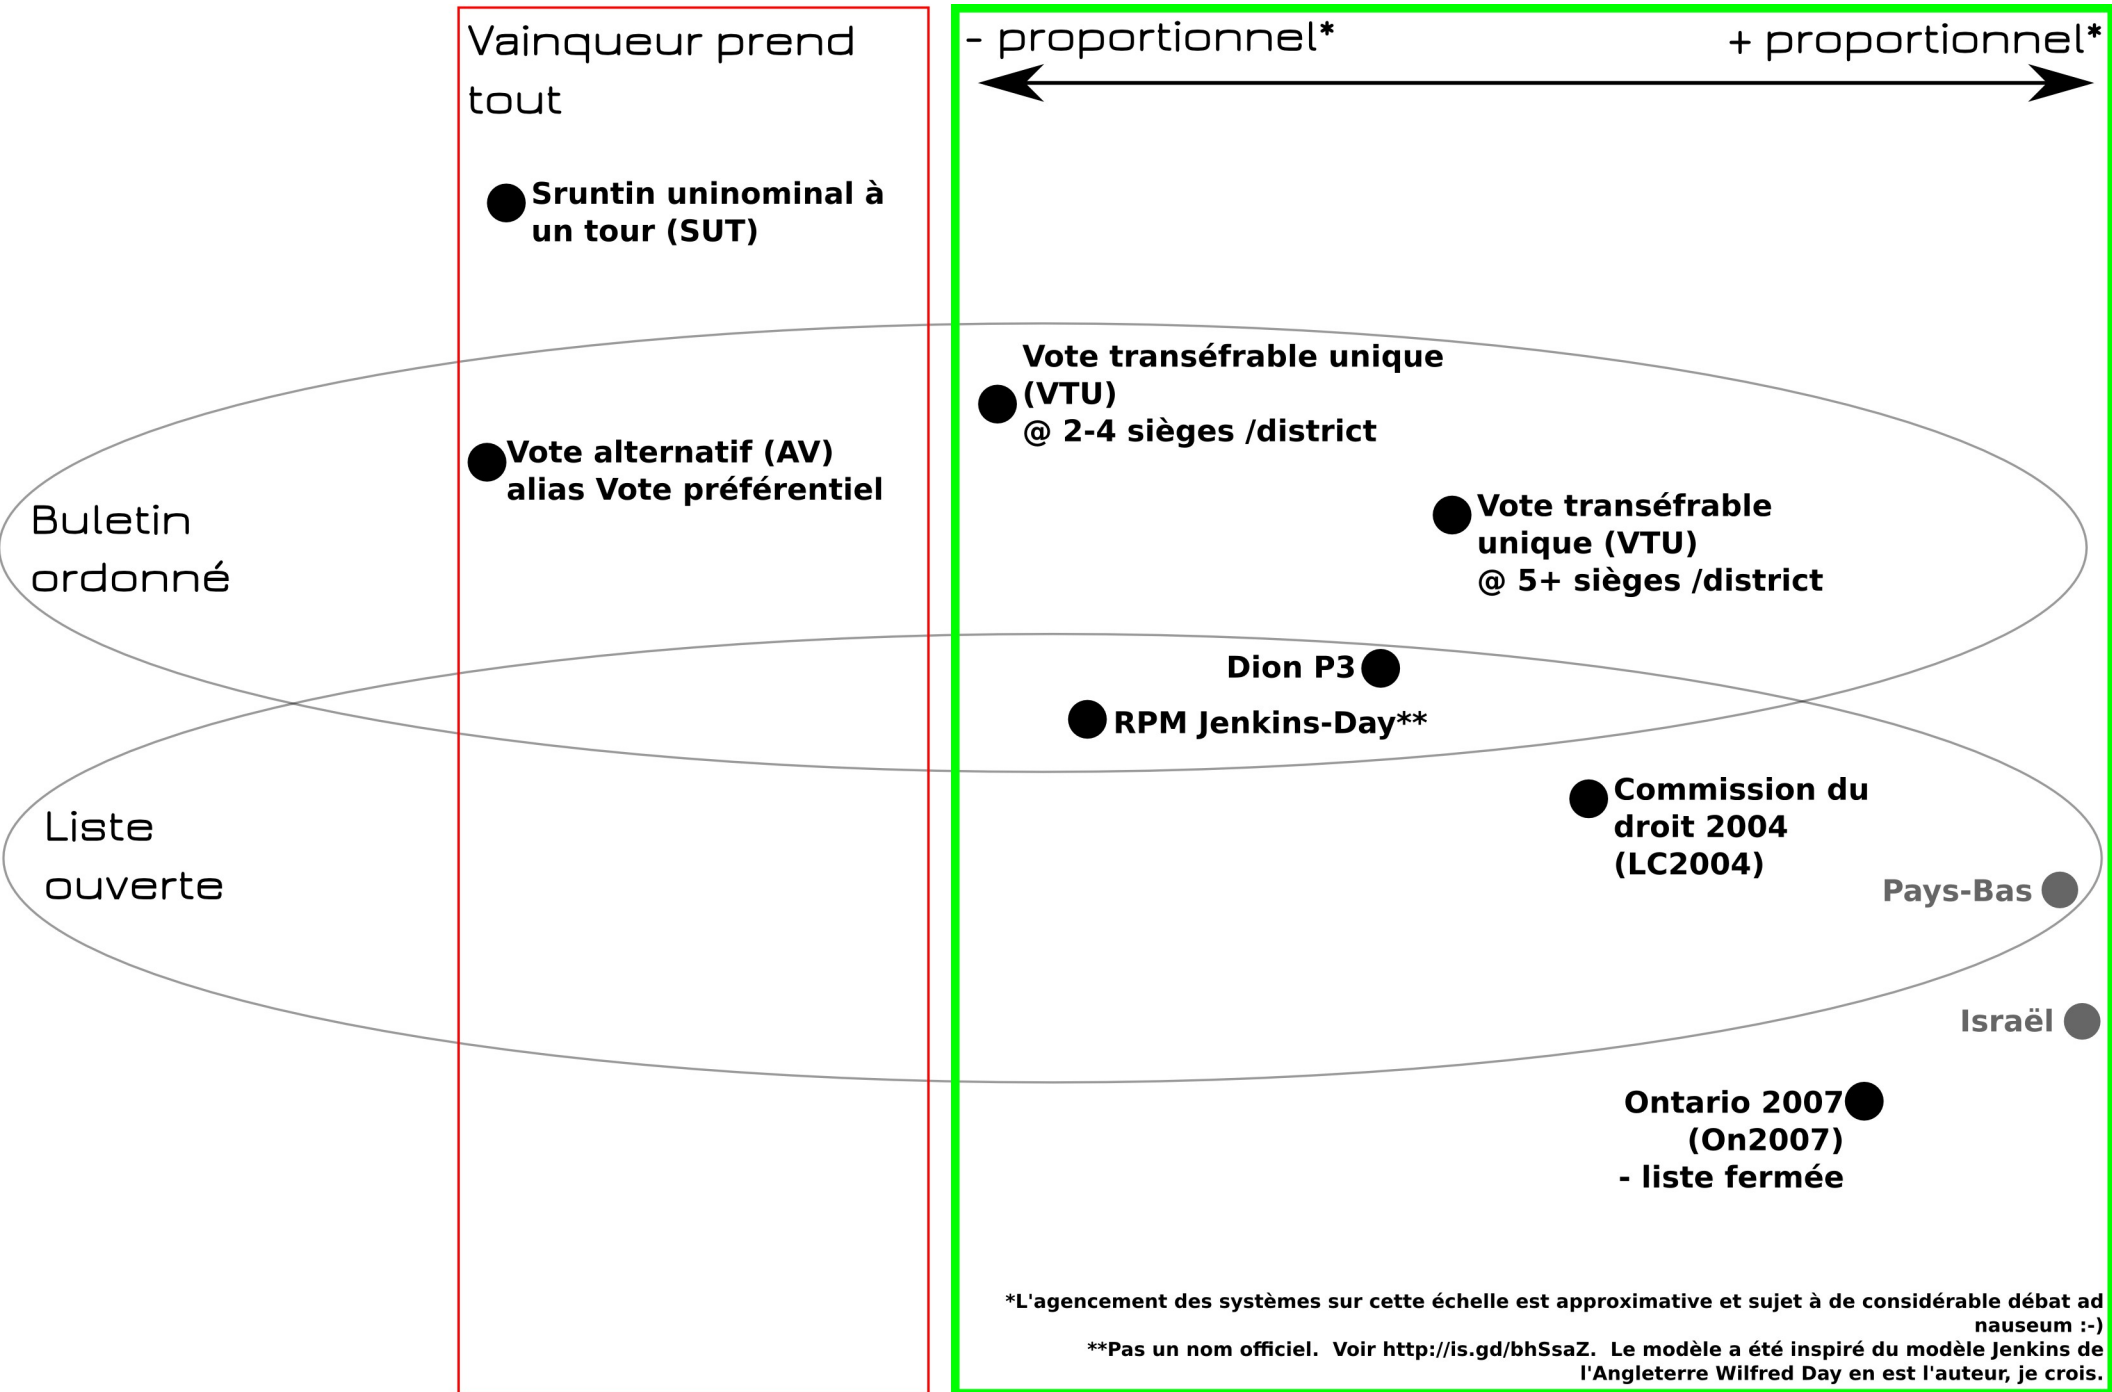 Vainqueur prend
tout
- proportionnel*
+ proportionnel*
Sruntin uninominal à
un tour (SUT)
Vote transéfrable unique
(VTU)
@ 2-4 sièges /district
Vote alternatif (AV)
alias Vote préférentiel
Buletin
ordonné
Vote transéfrable
unique (VTU)
@ 5+ sièges /district
Dion P3
RPM Jenkins-Day**
Liste
ouverte
Commission du
droit 2004
(LC2004)
Pays-Bas
Israël
Ontario 2007
(On2007)
- liste fermée
*L'agencement des systèmes sur cette échelle est approximative et sujet à de considérable débat ad
nauseum :-)
**Pas un nom officiel.  Voir http://is.gd/bhSsaZ.  Le modèle a été inspiré du modèle Jenkins de
l'Angleterre Wilfred Day en est l'auteur, je crois.